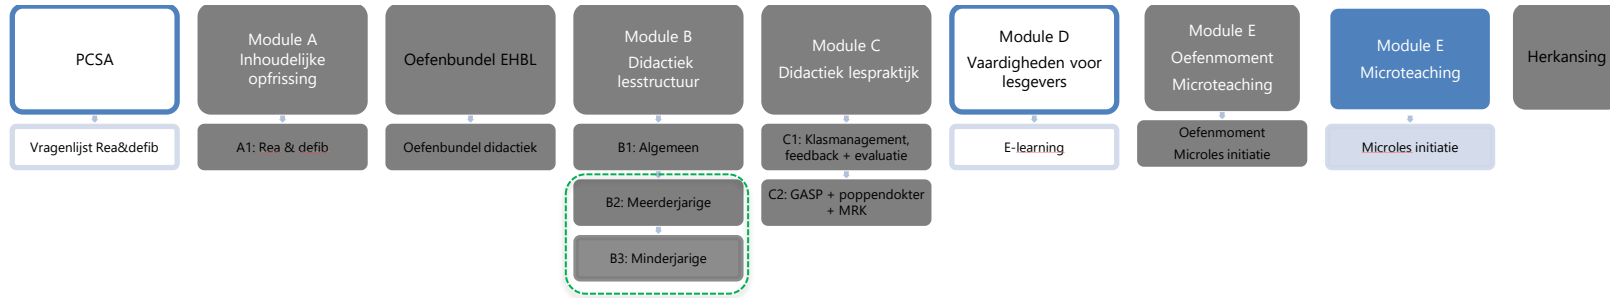 PCSA
Vragenlijst Rea&defib
Module A
Inhoudelijke
opfrissing
A1: Rea & defib
Oefenbundel EHBL
Oefenbundel didactiek
Module B
Didactiek
lesstructuur
B1: Algemeen
B2: Meerderjarige
B3: Minderjarige
Module C
Didactiek lespraktijk
C1: Klasmanagement,
feedback + evaluatie
C2: GASP + poppendokter
+ MRK
Module D
Vaardigheden voor
lesgevers
E-learning
Module E
Oefenmoment
Microteaching
Oefenmoment
Microles initiatie
Module E
Microteaching
Microles initiatie
Herkansing